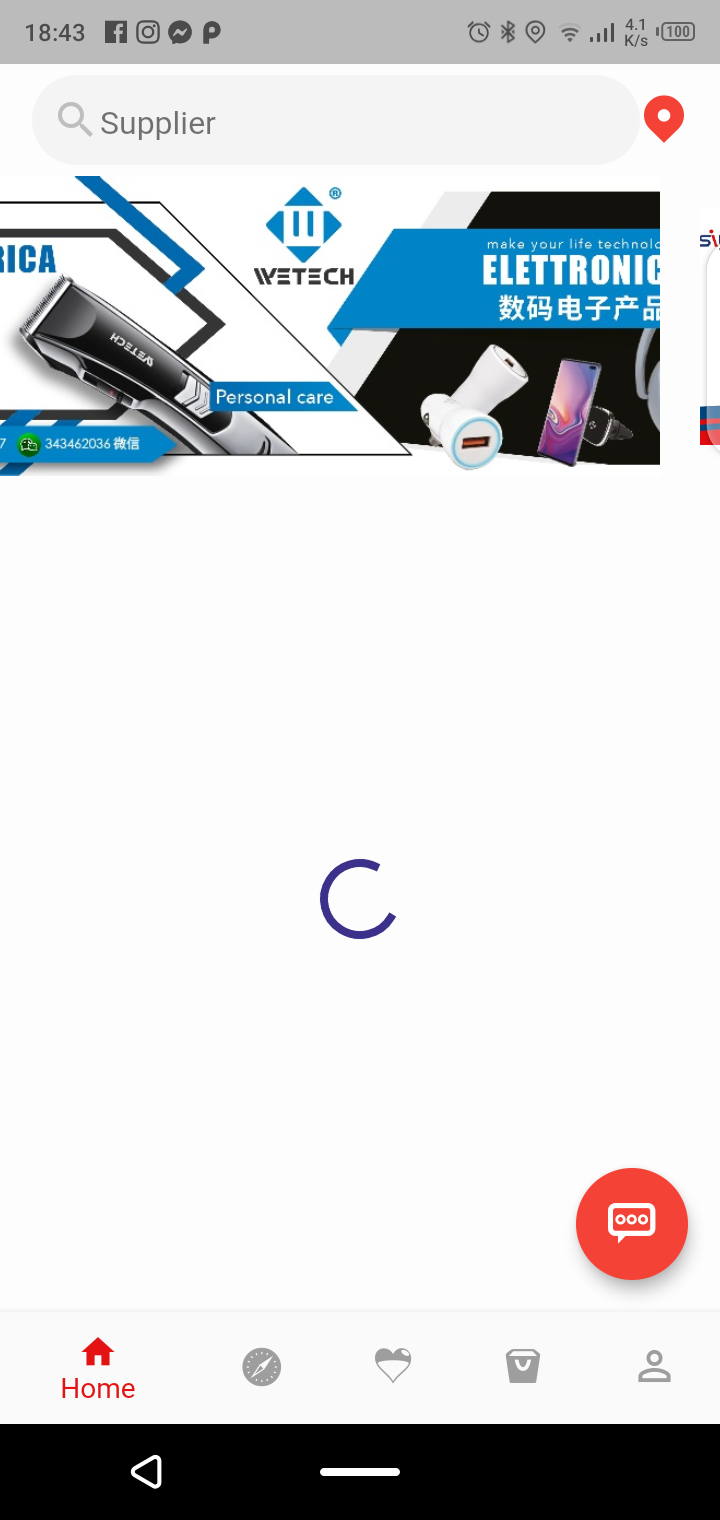 18:43
4.1
K/s
100
Supplier
RICA
WETECH
®
make your life technolo
ELETTRONIC
数码电子产品
WETECH
Personal care
7 343462036 微信
Home